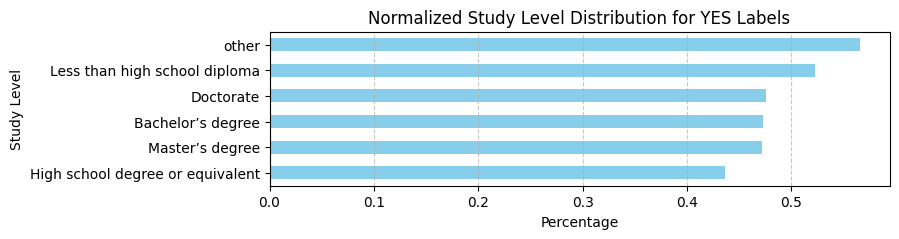 Normalized Study Level Distribution for YES Labels
Study Level
other
Less than high school diploma
Doctorate
Bachelor’s degree
Master’s degree
High school degree or equivalent
0.0 0.1 0.2 0.3 0.4 0.5
Percentage